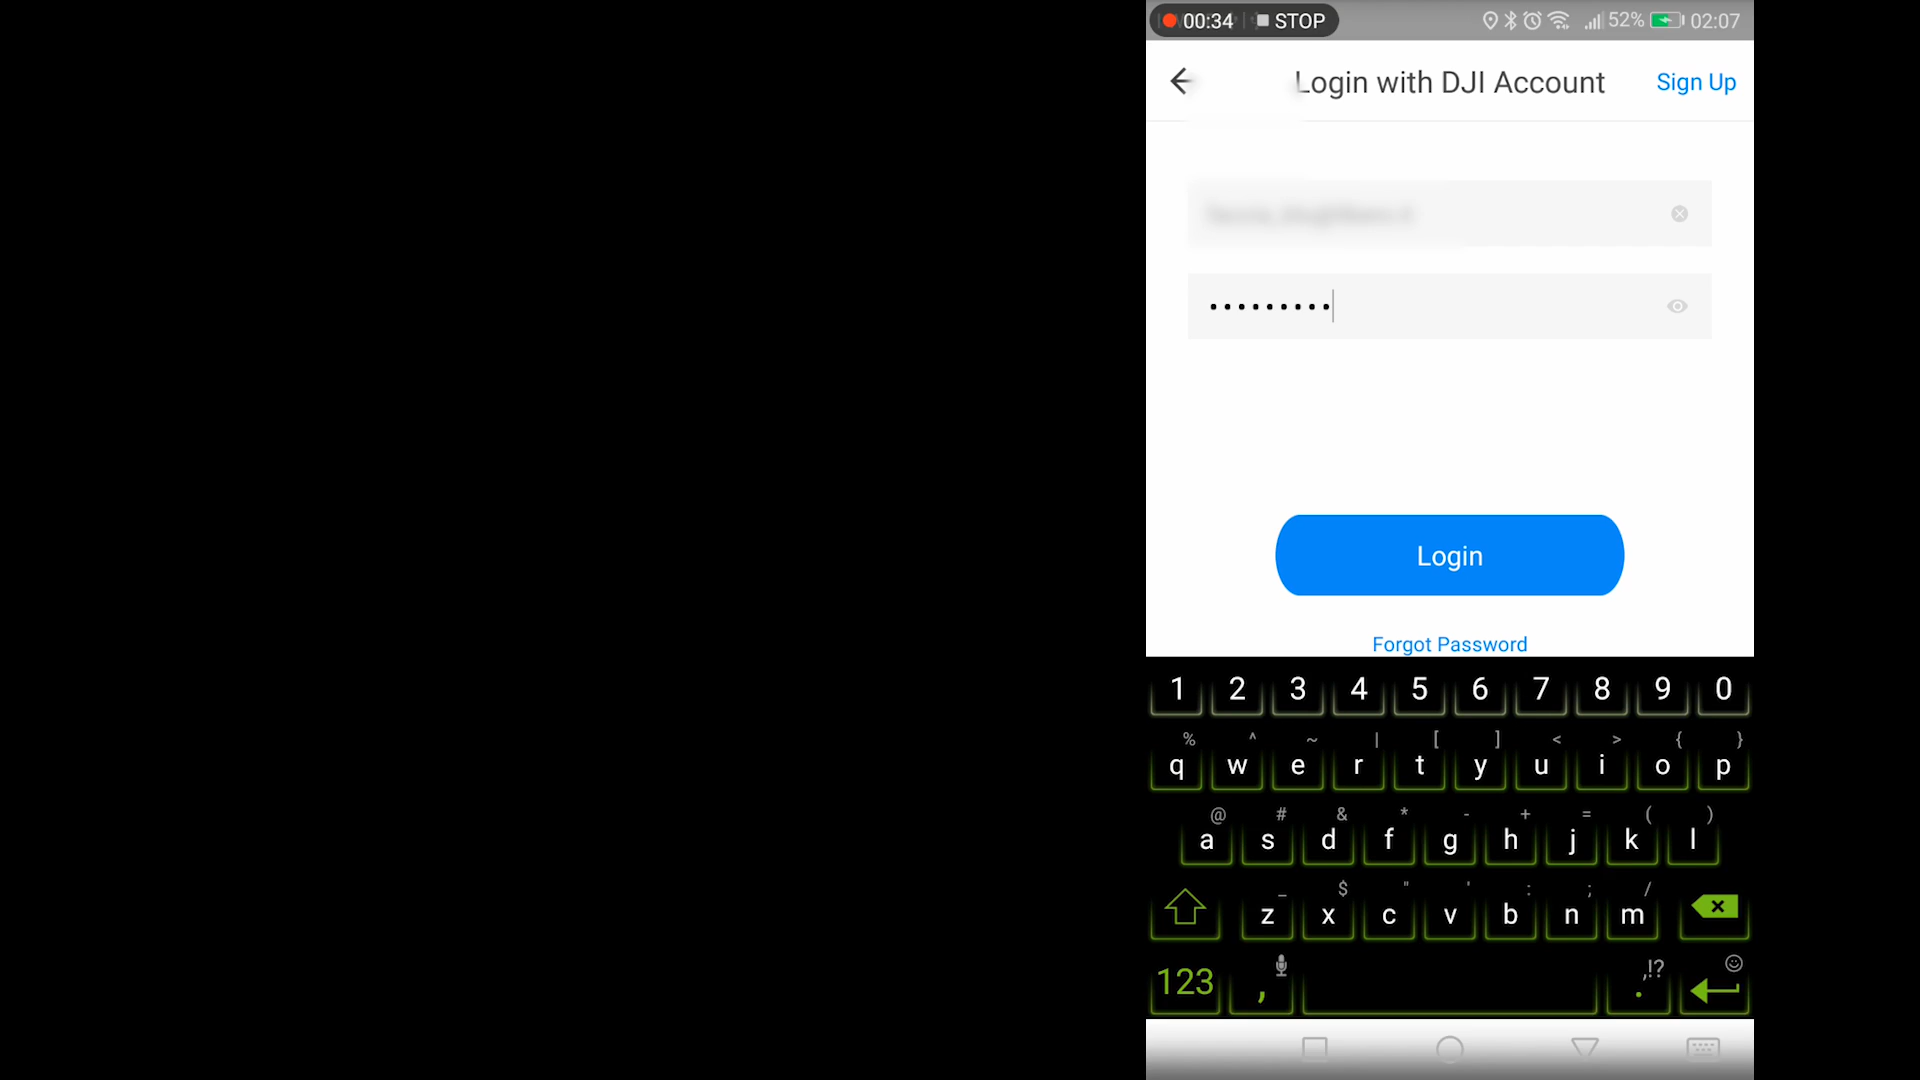 00:34 STOP 52% 02:07
Login with DJI Account Sign Up
•••••••••
Login
Forgot Password
1 2 3 4 5 6 7 8 9 0
% ^ ~ | [ ] < > { }
q w e r t y u i o p
@ # & * - + = ( )
a s d f g h j k l
_ $ " ' : ; /
z x c v b n m
,!?
123 , .